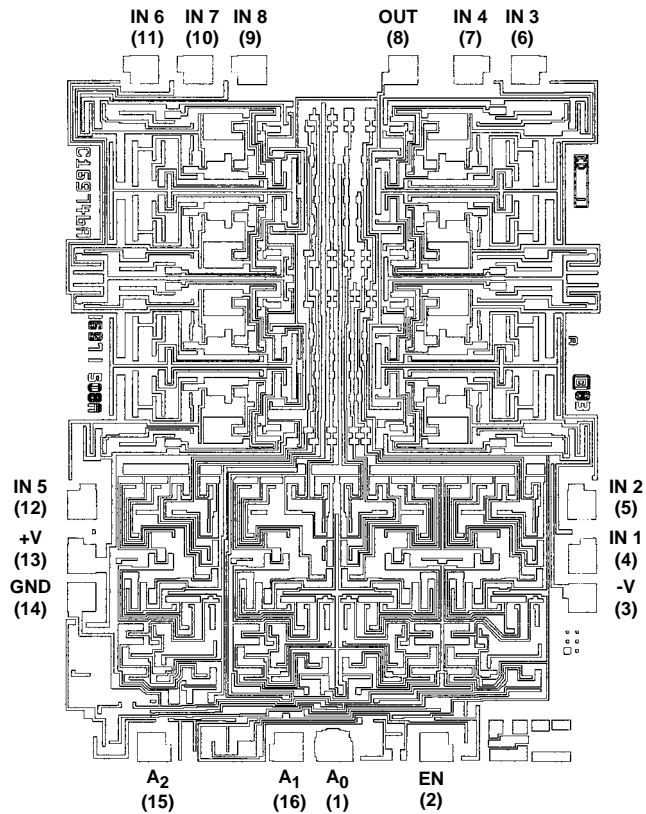 IN 6 IN 7 IN 8 OUT IN 4 IN 3
(11) (10) (9) (8) (7) (6)
IN 5
(12)
+V
(13)
GND
(14)
IN 2
(5)
IN 1
(4)
-V
(3)
A2 A1 A0 EN
(15) (16) (1) (2)